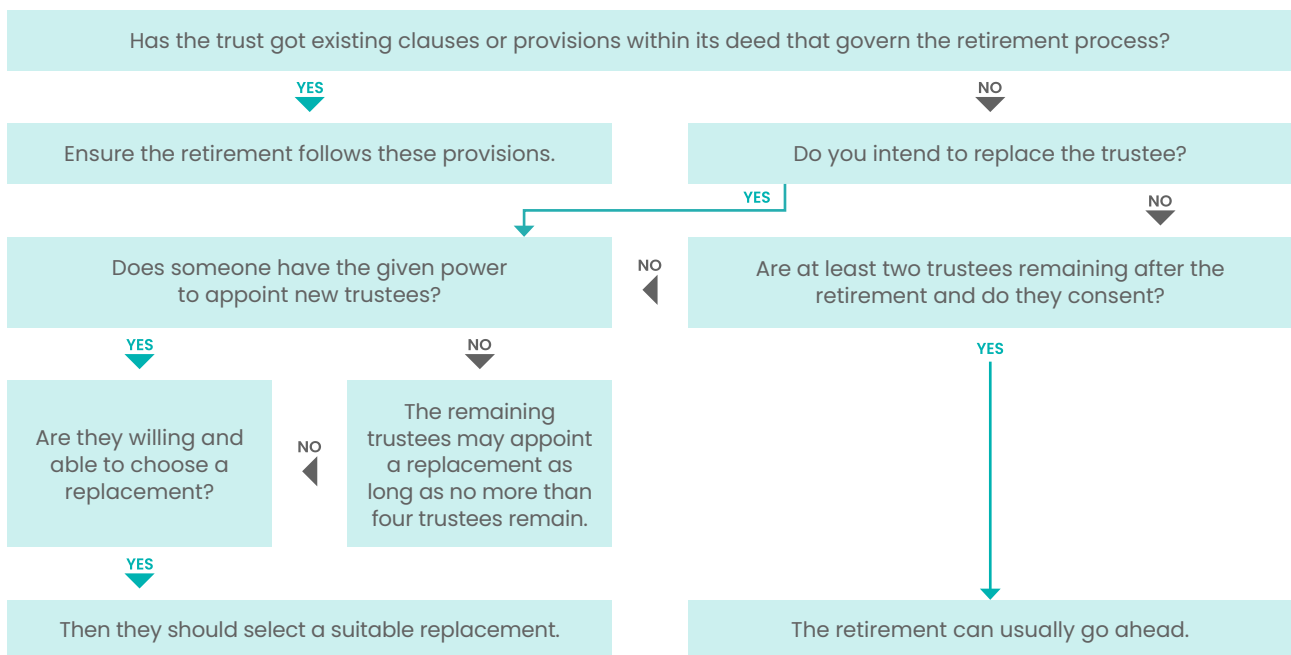 Has the trust got existing clauses or provisions within its deed that govern the retirement process?
YES
NO
Ensure the retirement follows these provisions.
Do you intend to replace the trustee?
YES
NO
Does someone have the given power
to appoint new trustees?
NO
Are at least two trustees remaining after the
retirement and do they consent?
YES
NO
YES
Are they willing and
able to choose a
replacement?
NO
The remaining
trustees may appoint
a replacement as
long as no more than
four trustees remain.
YES
Then they should select a suitable replacement.
The retirement can usually go ahead.